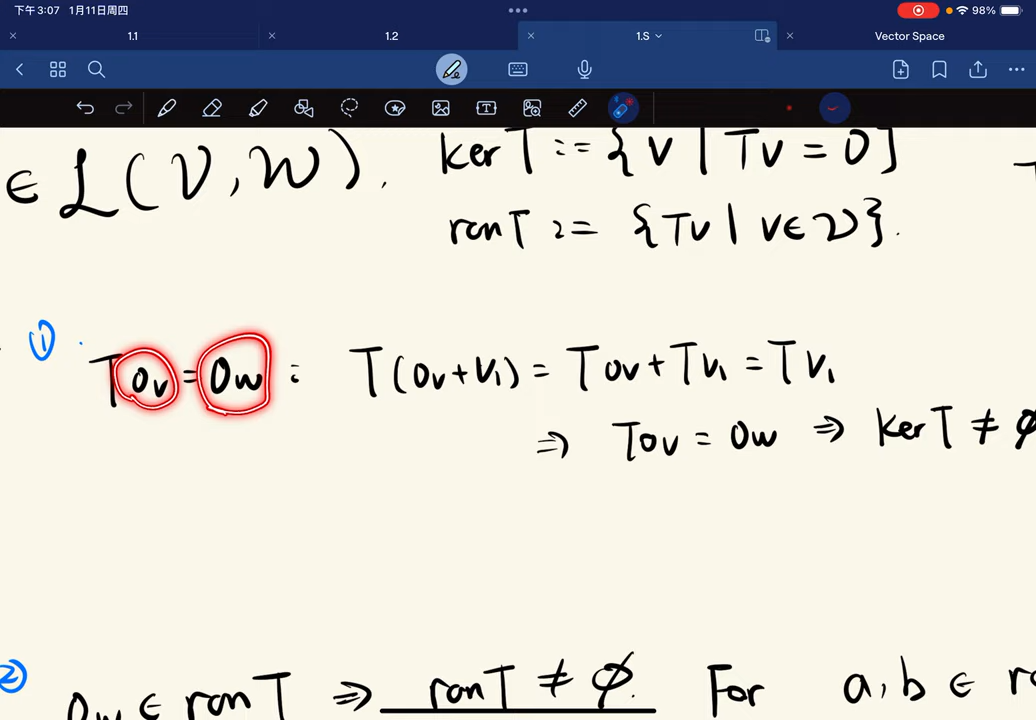 下午3:07 1月11日周四
98%
1.1
1.2
1.S
Vector Space
∈ ℒ(V,W).
ker T := {v | Tv = 0}
ran T := {Tv | v∈V}.
①
T0v = 0w : T(0v+v₁) = T0v + Tv₁ = Tv₁
⇒ T0v = 0w ⇒ ker T ≠ ∅
②
0w ∈ ran T ⇒ ran T ≠ ∅. For a,b ∈